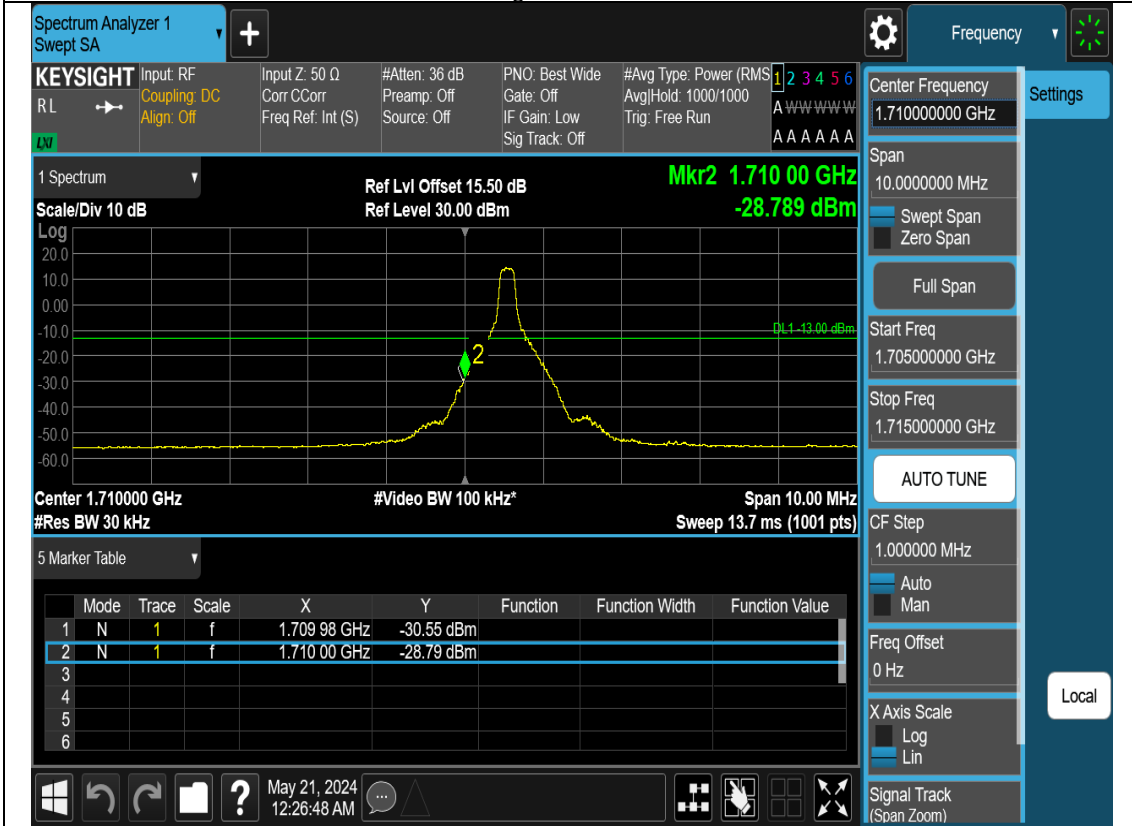 Spectrum Analyzer 1
Swept SA
+
Frequency
KEYSIGHT
R L
LXI
Input: RF
Coupling: DC
Align: Off
Input Z: 50 Ω
Corr CCorr
Freq Ref: Int (S)
#Atten: 36 dB
Preamp: Off
Source: Off
PNO: Best Wide
Gate: Off
IF Gain: Low
Sig Track: Off
#Avg Type: Power (RMS
Avg|Hold: 1000/1000
Trig: Free Run
1 2 3 4 5 6
A W W W W W
A A A A A A
1 Spectrum
Scale/Div 10 dB
Ref Lvl Offset 15.50 dB
Ref Level 30.00 dBm
Mkr2 1.710 00 GHz
-28.789 dBm
Log
20.0
10.0
0.00
-10.0
-20.0
-30.0
-40.0
-50.0
-60.0
DL1 -13.00 dBm
2
Center 1.710000 GHz
#Res BW 30 kHz
#Video BW 100 kHz*
Span 10.00 MHz
Sweep 13.7 ms (1001 pts)
5 Marker Table
Mode Trace Scale X Y Function Function Width Function Value
1 N 1 f 1.709 98 GHz -30.55 dBm
2 N 1 f 1.710 00 GHz -28.79 dBm
3
4
5
6
?
May 21, 2024
12:26:48 AM
Center Frequency
1.710000000 GHz
Settings
Span
10.0000000 MHz
Swept Span
Zero Span
Full Span
Start Freq
1.705000000 GHz
Stop Freq
1.715000000 GHz
AUTO TUNE
CF Step
1.000000 MHz
Auto
Man
Freq Offset
0 Hz
Local
X Axis Scale
Log
Lin
Signal Track
(Span Zoom)